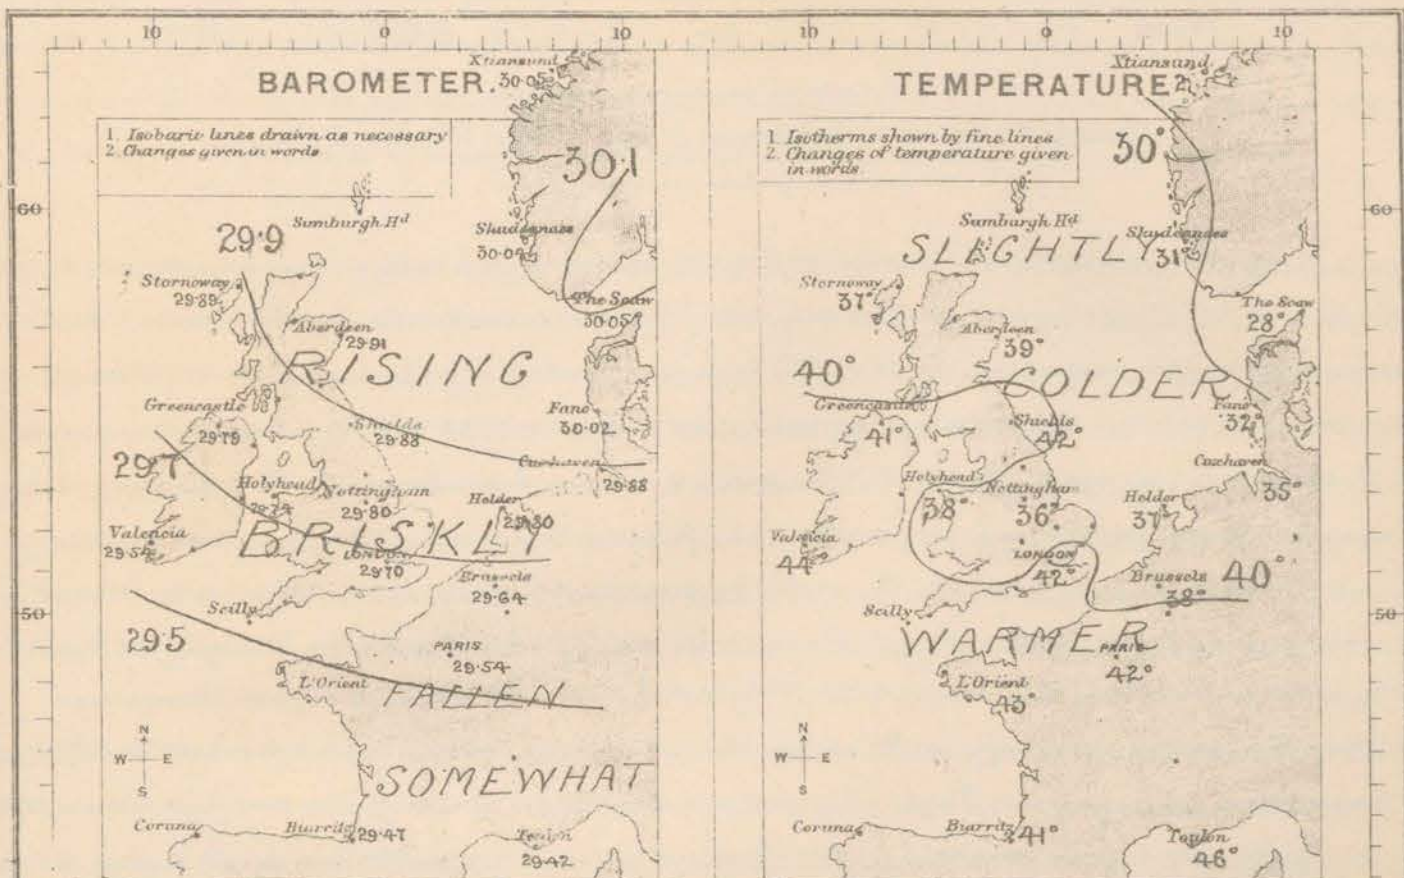 10 0 10
BAROMETER.
Xtiansund
30·05
1. Isobaric lines drawn as necessary
2. Changes given in words
30·1
60
Sumburgh Hd
29·9
Skudesnaes
30·09
Stornoway
29·89
The Scaw
30·05
Aberdeen
29·91
RISING
Greencastle
29·79
Shields
29·88
Fano
30·02
29·7
Cuxhaven
29·88
Holyhead
Nottingham
29·80
Helder
29·80
Valencia
29·54
BRISKLY
LONDON
29·70
Brussels
29·64
50
Scilly
29·5
PARIS
29·54
L'Orient
FALLEN
N
W E
S
SOMEWHAT
Coruna
Biarritz
29·47
Toulon
29·42
10 0 10
TEMPERATURE
Xtiansund
1. Isotherms shown by fine lines
2. Changes of temperature given
in words.
30°
60
Sumburgh Hd
SLIGHTLY
Skudesnaes
31°
Stornoway
37°
The Scaw
28°
Aberdeen
39°
40°
COLDER
Greencastle
41°
Shields
42°
Fano
32°
Cuxhaven
35°
Holyhead
38°
Nottingham
36°
Helder
37°
Valencia
44°
LONDON
42°
Brussels
38°
40°
50
Scilly
WARMER
PARIS
42°
L'Orient
43°
N
W E
S
Coruna
Biarritz
41°
Toulon
46°